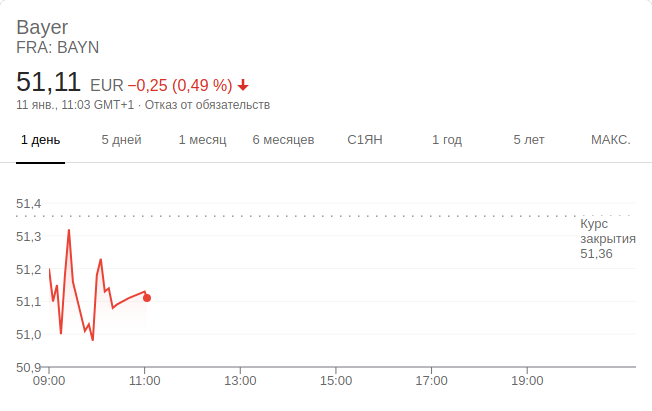 Bayer
FRA: BAYN
51,11 EUR −0,25 (0,49 %)
11 янв., 11:03 GMT+1 · Отказ от обязательств
1 день 5 дней 1 месяц 6 месяцев С1ЯН 1 год 5 лет МАКС.
51,4
Курс
закрытия
51,36
51,3
51,2
51,1
51,0
50,9
09:00 11:00 13:00 15:00 17:00 19:00